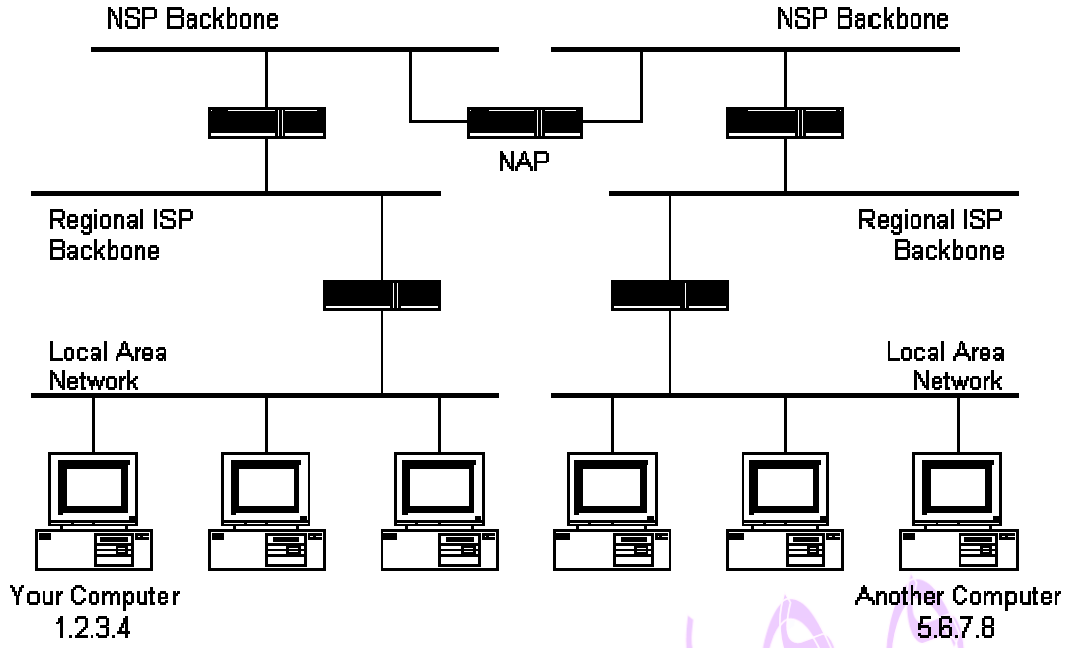 NSP Backbone
NSP Backbone
NAP
Regional ISP
Backbone
Regional ISP
Backbone
Local Area
Network
Local Area
Network
Your Computer
1.2.3.4
Another Computer
5.6.7.8